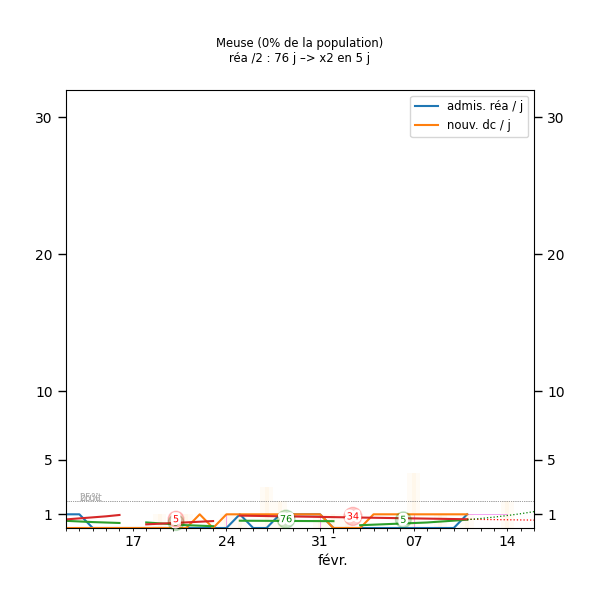 Meuse (0% de la population)
réa /2 : 76 j –> x2 en 5 j
admis. réa / j
nouv. dc / j
30 30
20 20
10 10
5 5
1 1
5 76 34 5
17 24 31 07 14
févr.